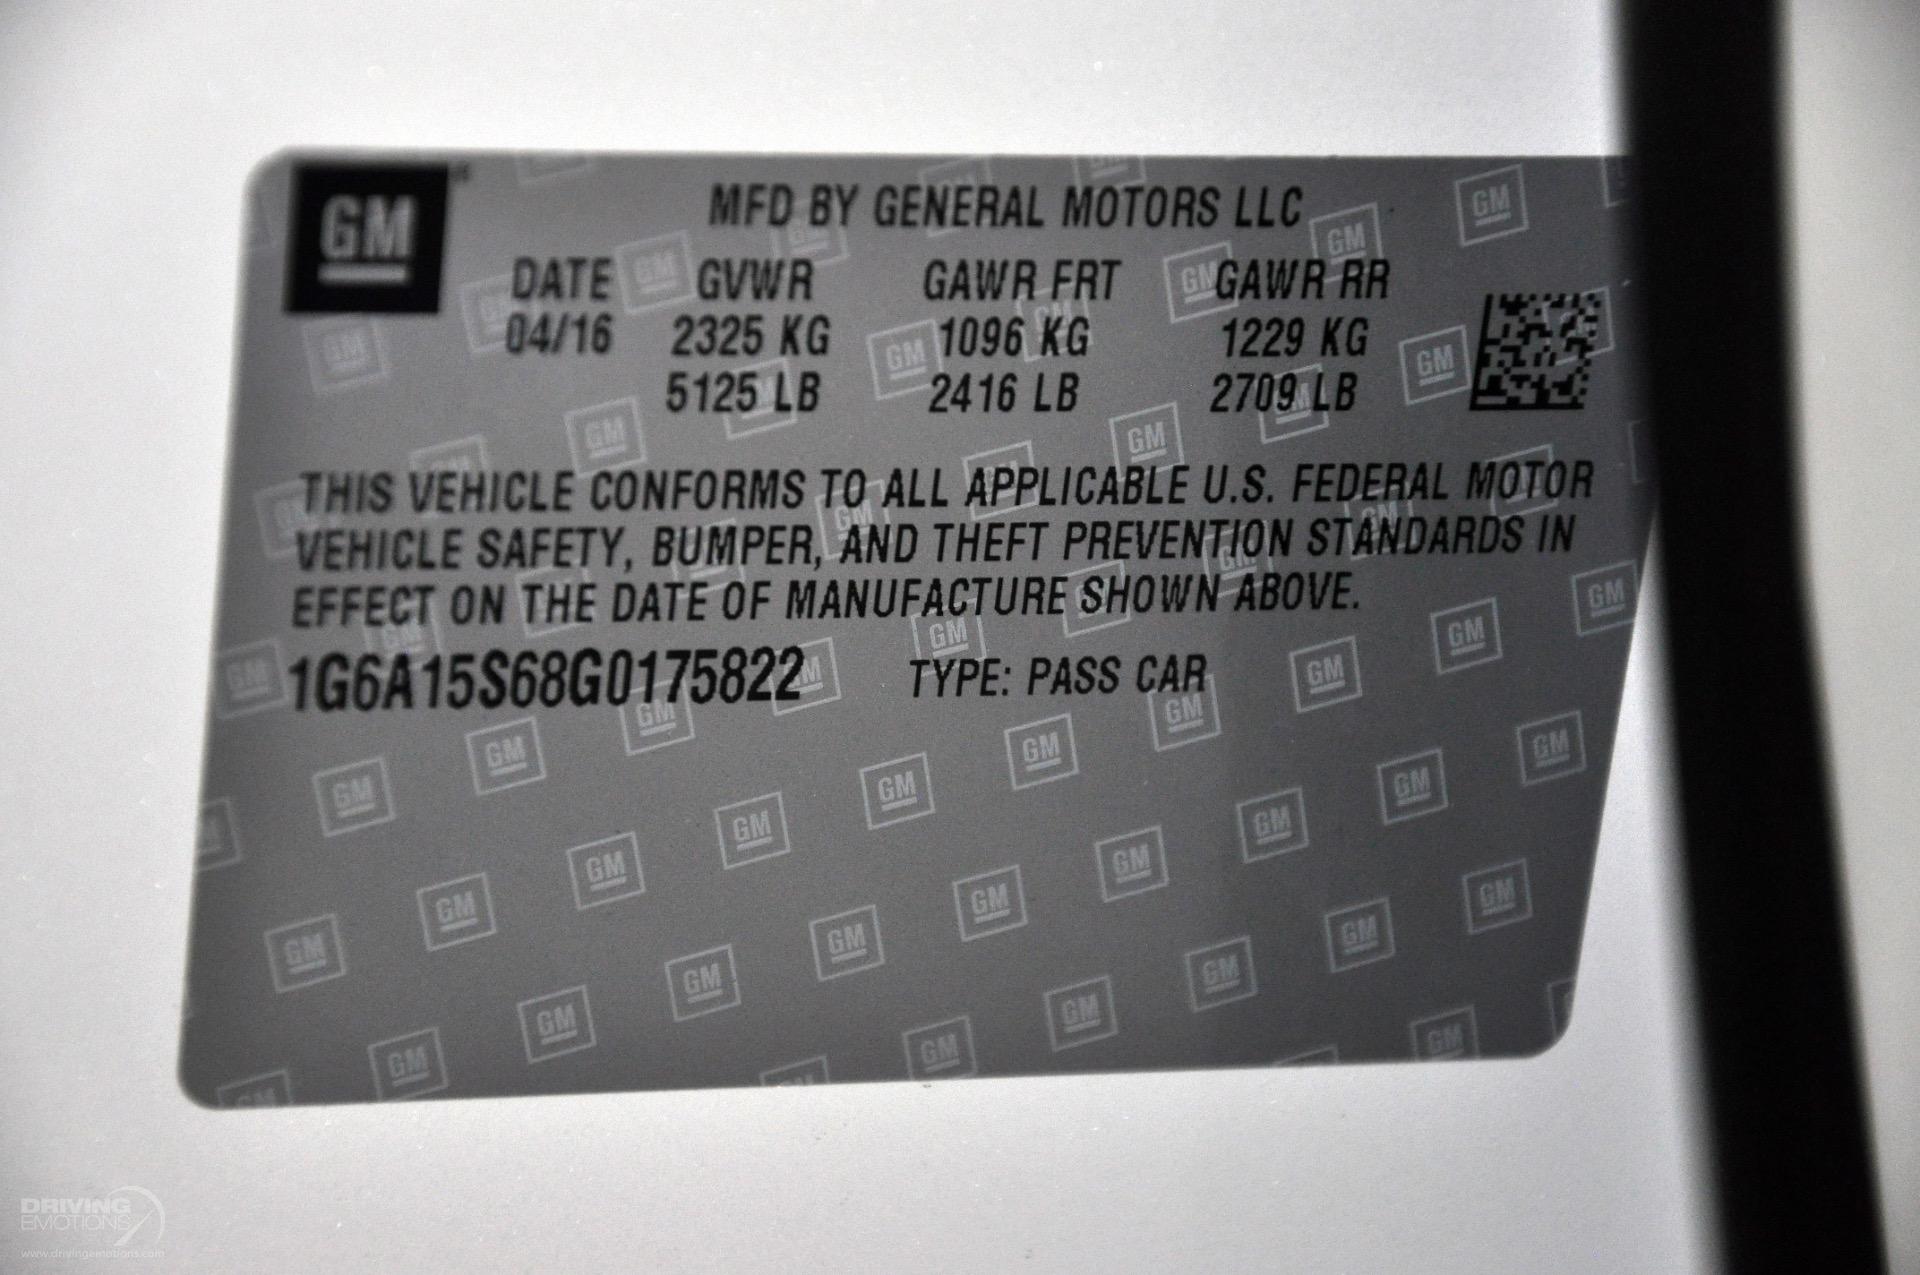 GM
MFD BY GENERAL MOTORS LLC
DATE GVWR GAWR FRT GAWR RR
04/16 2325 KG 1096 KG 1229 KG
5125 LB 2416 LB 2709 LB
THIS VEHICLE CONFORMS TO ALL APPLICABLE U.S. FEDERAL MOTOR
VEHICLE SAFETY, BUMPER, AND THEFT PREVENTION STANDARDS IN
EFFECT ON THE DATE OF MANUFACTURE SHOWN ABOVE.
1G6A15S68G0175822 TYPE: PASS CAR
DRIVING
EMOTIONS
www.drivingemotions.com